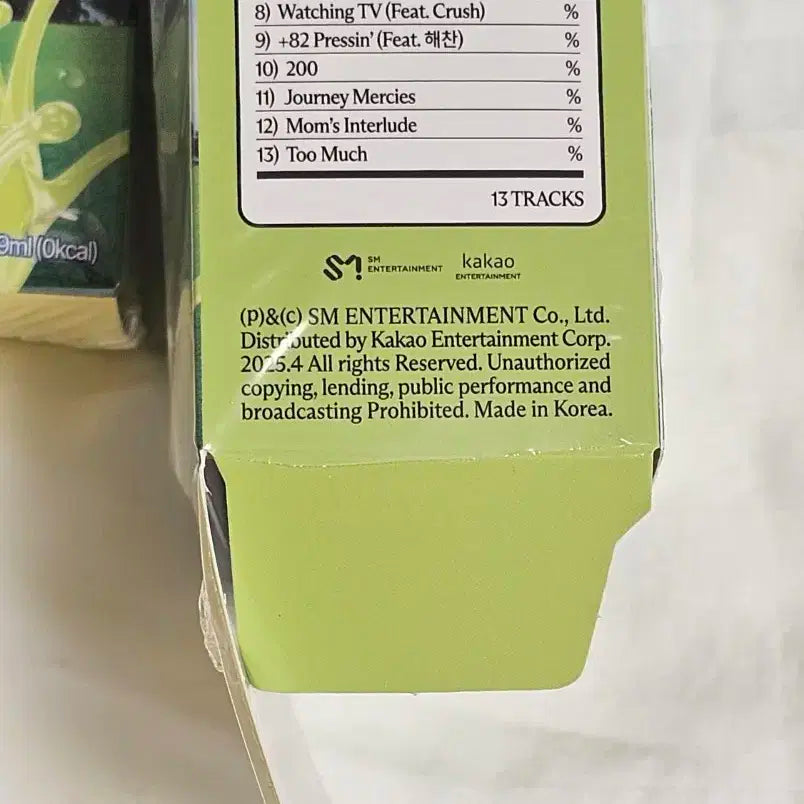 8) Watching TV (Feat. Crush) %
9) +82 Pressin' (Feat. 해찬) %
10) 200 %
11) Journey Mercies %
12) Mom's Interlude %
13) Too Much %
13 TRACKS
SM
SM
ENTERTAINMENT
kakao
ENTERTAINMENT
(p)&(c) SM ENTERTAINMENT Co., Ltd.
Distributed by Kakao Entertainment Corp.
2025.4 All rights Reserved. Unauthorized
copying, lending, public performance and
broadcasting Prohibited. Made in Korea.
9ml(0kcal)